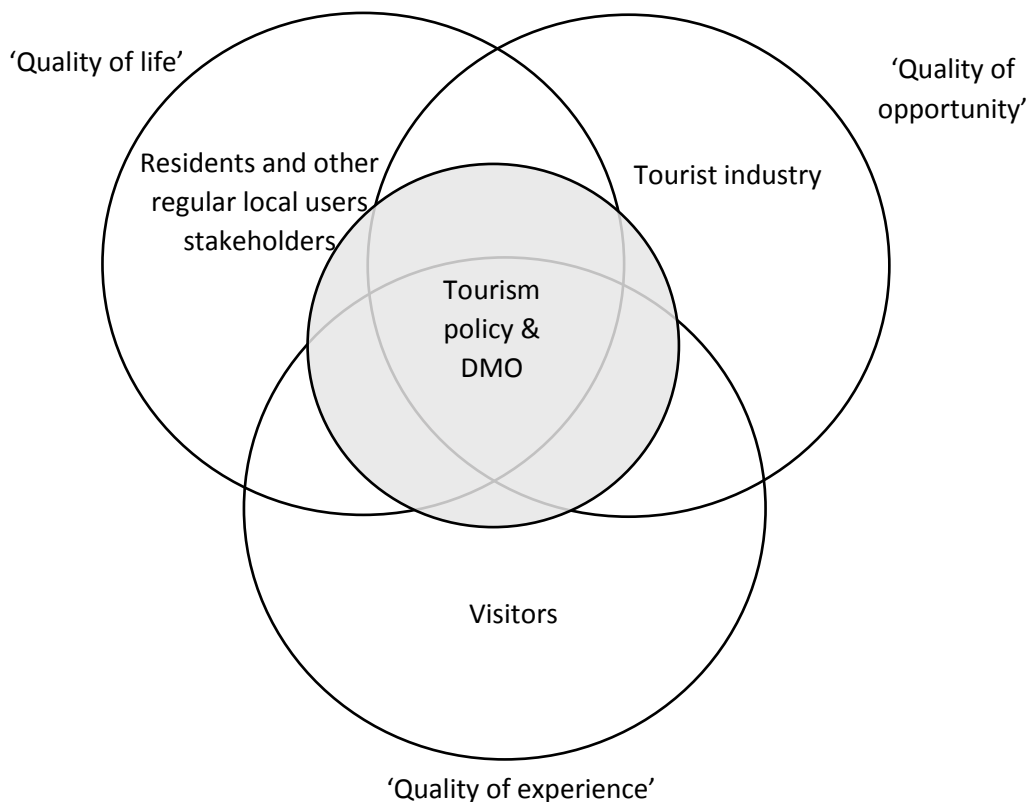 ‘Quality of life’
‘Quality of
opportunity’
Residents and other
regular local users
stakeholders
Tourist industry
Tourism
policy &
DMO
Visitors
‘Quality of experience’